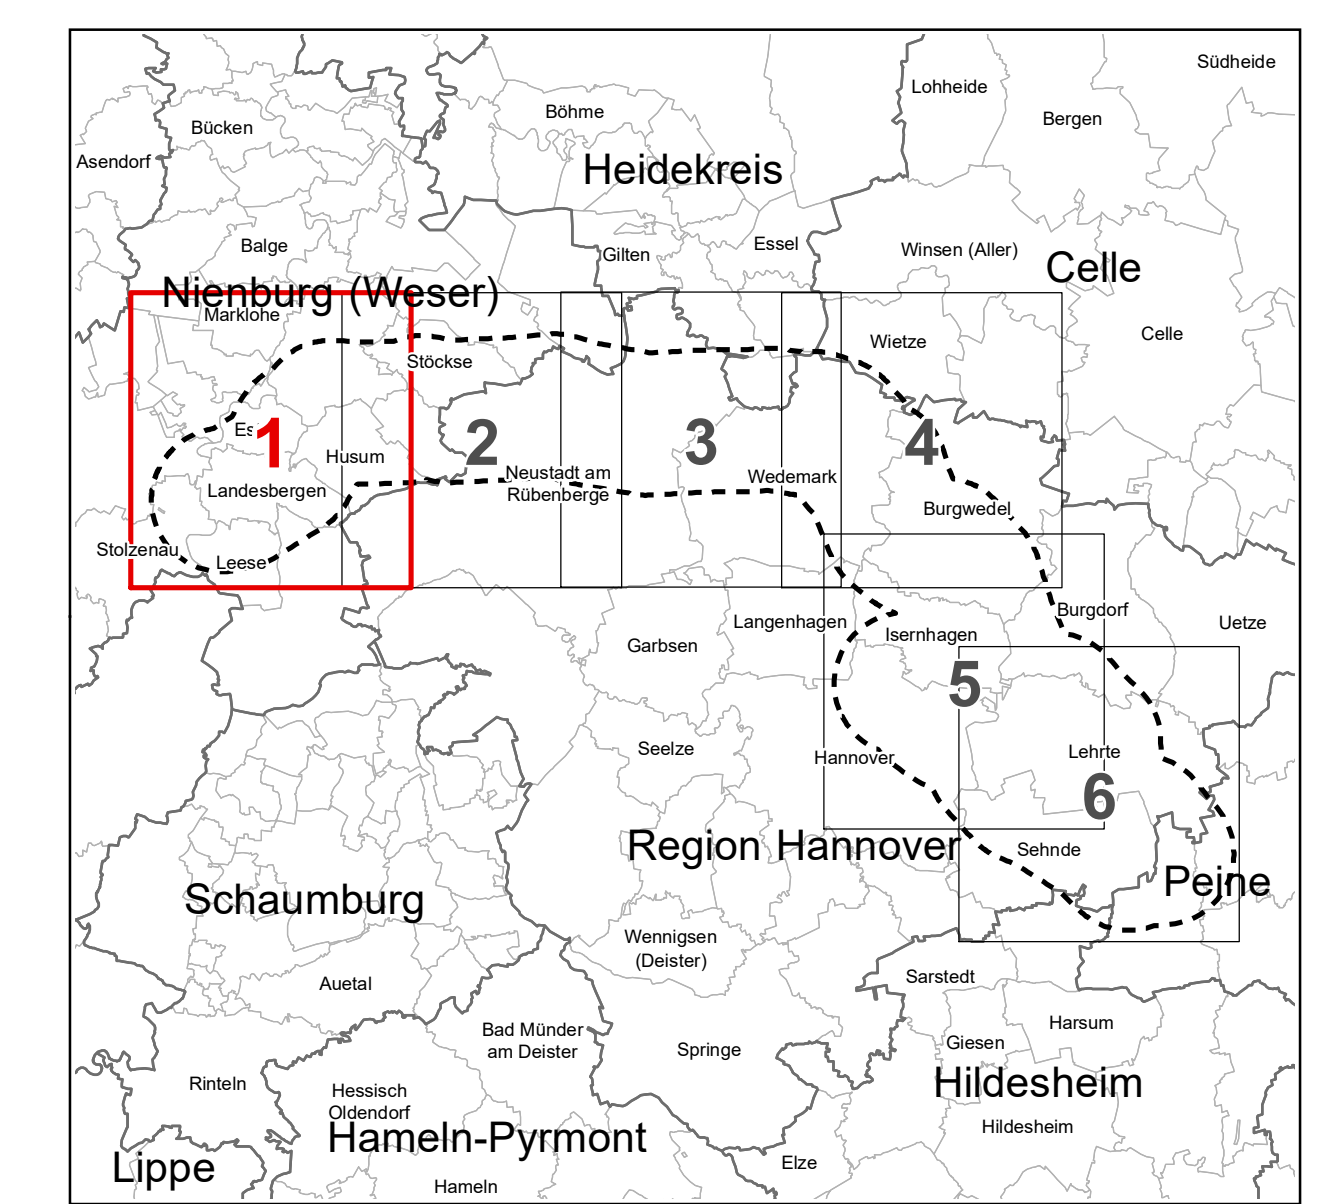 Südheide
Lohheide
Böhme
Bergen
Bücken
Asendorf
Heidekreis
Balge
Gilten
Essel
Winsen (Aller)
Celle
Nienburg (Weser)
Marklohe
Celle
Wietze
Stöckse
Es
1
2
3
4
Husum
Neustadt am
Rübenberge
Wedemark
Landesbergen
Burgwedel
Stolzenau
Leese
Burgdorf
Langenhagen
Uetze
Isernhagen
Garbsen
5
Seelze
Lehrte
Hannover
6
Region Hannover
Sehnde
Peine
Schaumburg
Wennigsen
(Deister)
Sarstedt
Auetal
Harsum
Bad Münder
am Deister
Giesen
Springe
Rinteln
Hildesheim
Hessisch
Oldendorf
Hildesheim
Hameln-Pyrmont
Elze
Lippe
Hameln